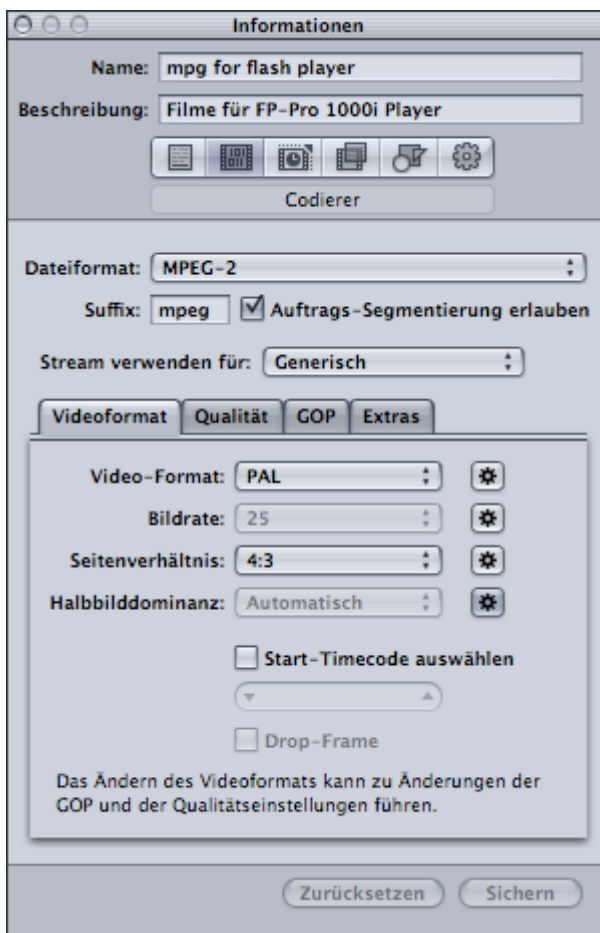 Informationen
Name: mpg for flash player
Beschreibung: Filme für FP-Pro 1000i Player
Codierer
Dateiformat: MPEG-2
Suffix: mpeg Auftrags-Segmentierung erlauben
Stream verwenden für: Generisch
Videoformat Qualität GOP Extras
Video-Format: PAL
Bildrate: 25
Seitenverhältnis: 4:3
Halbbilddominanz: Automatisch
Start-Timecode auswählen
Drop-Frame
Das Ändern des Videoformats kann zu Änderungen der
GOP und der Qualitätseinstellungen führen.
Zurücksetzen Sichern